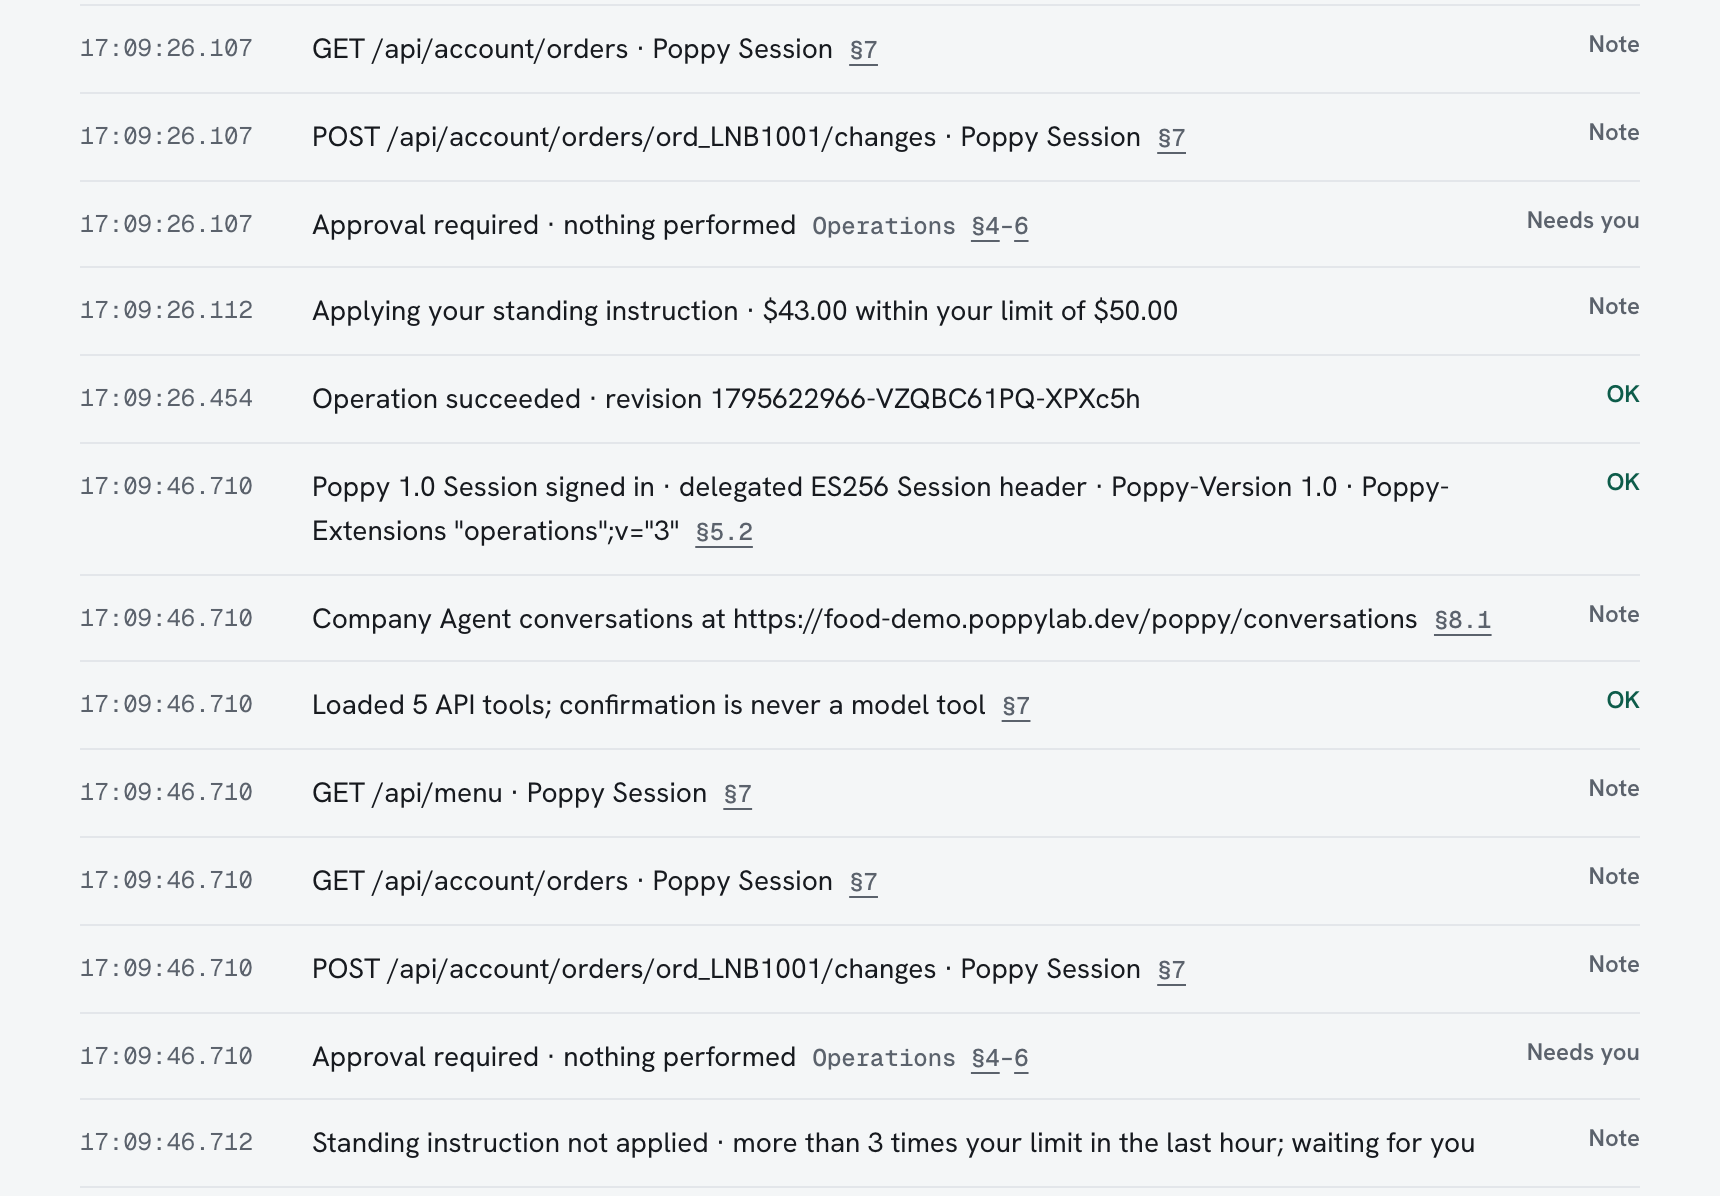 17:09:26.107 GET /api/account/orders · Poppy Session §7 Note
17:09:26.107 POST /api/account/orders/ord_LNB1001/changes · Poppy Session §7 Note
17:09:26.107 Approval required · nothing performed Operations §4–6 Needs you
17:09:26.112 Applying your standing instruction · $43.00 within your limit of $50.00 Note
17:09:26.454 Operation succeeded · revision 1795622966-VZQBC61PQ-XPXc5h OK
17:09:46.710 Poppy 1.0 Session signed in · delegated ES256 Session header · Poppy-Version 1.0 · Poppy- OK
Extensions "operations";v="3" §5.2
17:09:46.710 Company Agent conversations at https://food-demo.poppylab.dev/poppy/conversations §8.1 Note
17:09:46.710 Loaded 5 API tools; confirmation is never a model tool §7 OK
17:09:46.710 GET /api/menu · Poppy Session §7 Note
17:09:46.710 GET /api/account/orders · Poppy Session §7 Note
17:09:46.710 POST /api/account/orders/ord_LNB1001/changes · Poppy Session §7 Note
17:09:46.710 Approval required · nothing performed Operations §4–6 Needs you
17:09:46.712 Standing instruction not applied · more than 3 times your limit in the last hour; waiting for you Note